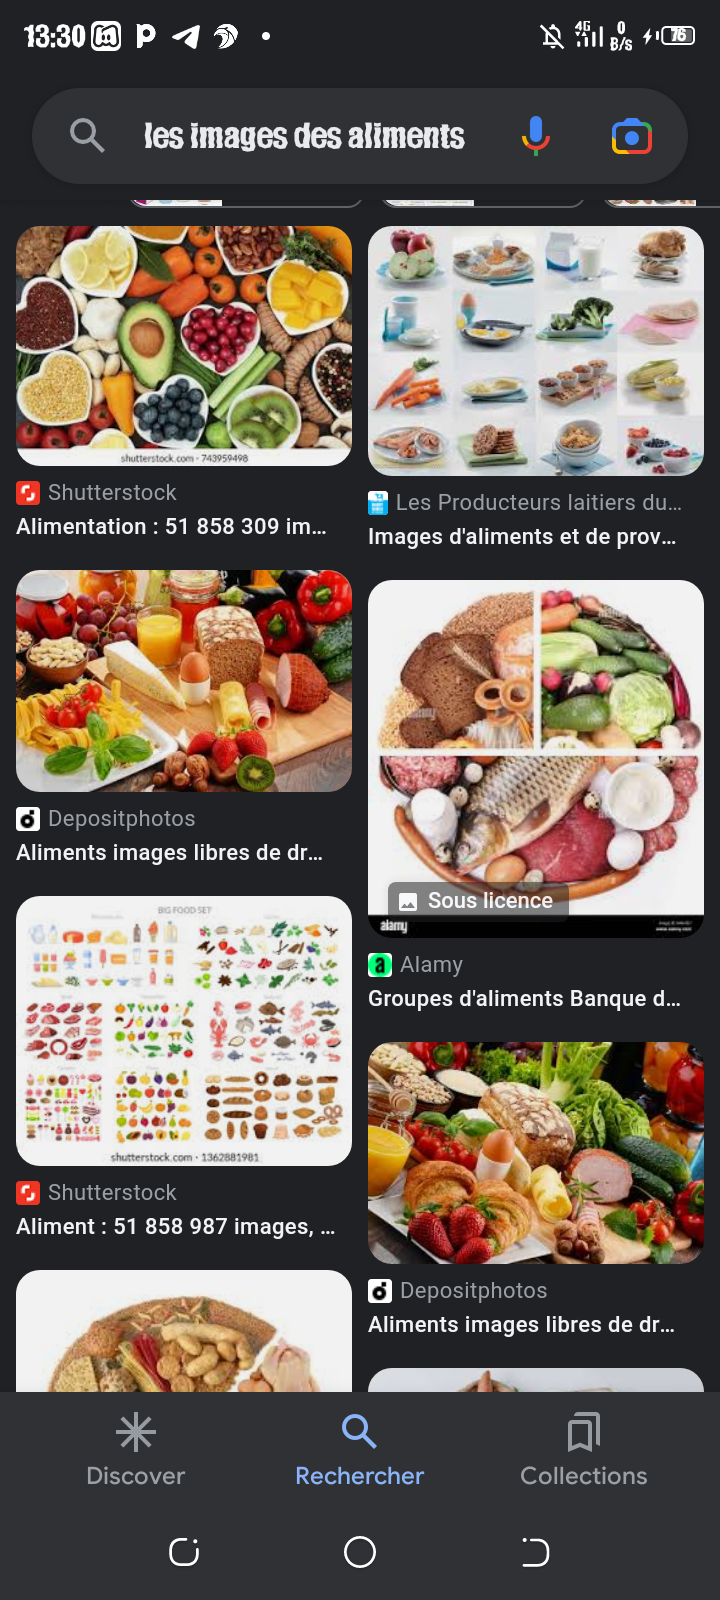 13:30
4G
0
B/s
76
les images des aliments
shutterstock.com · 743959498
Shutterstock
Alimentation : 51 858 309 im...
Les Producteurs laitiers du...
Images d'aliments et de prov...
Depositphotos
Aliments images libres de dr...
alamy
Sous licence
alamy
Alamy
Groupes d'aliments Banque d...
BIG FOOD SET
shutterstock.com · 1362881981
Shutterstock
Aliment : 51 858 987 images, ...
Depositphotos
Aliments images libres de dr...
Discover
Rechercher
Collections